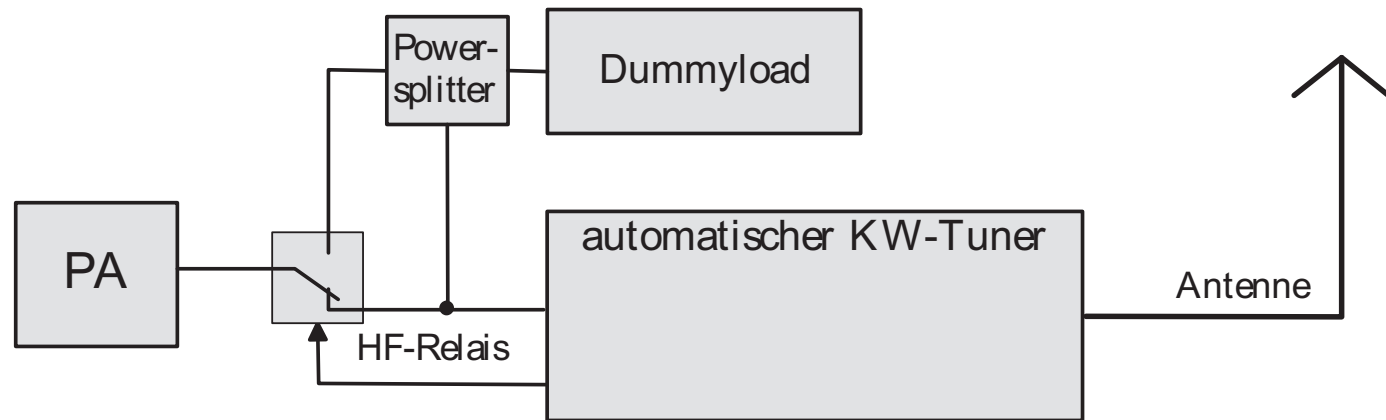 Power-
splitter
Dummyload
PA
automatischer KW-Tuner
Antenne
HF-Relais